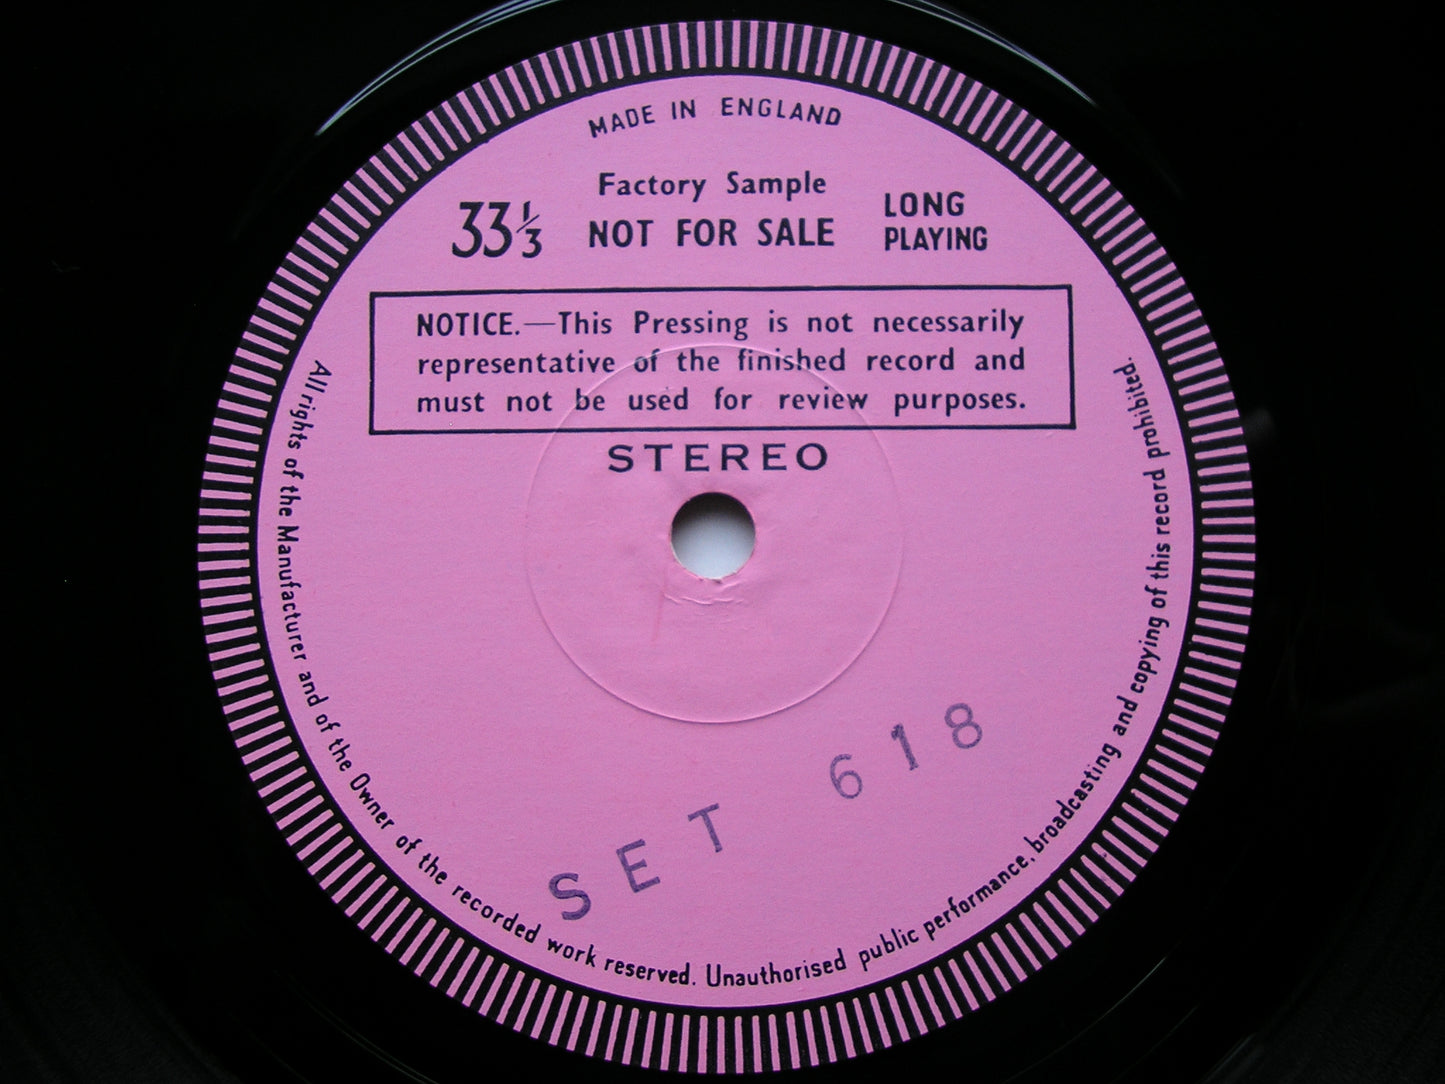 MADE IN ENGLAND
Factory Sample
33⅓ NOT FOR SALE LONG PLAYING
NOTICE.—This Pressing is not necessarily
representative of the finished record and
must not be used for review purposes.
STEREO
SET 618
All rights of the Manufacturer and of the Owner of the recorded work reserved. Unauthorised public performance, broadcasting and copying of this record prohibited.